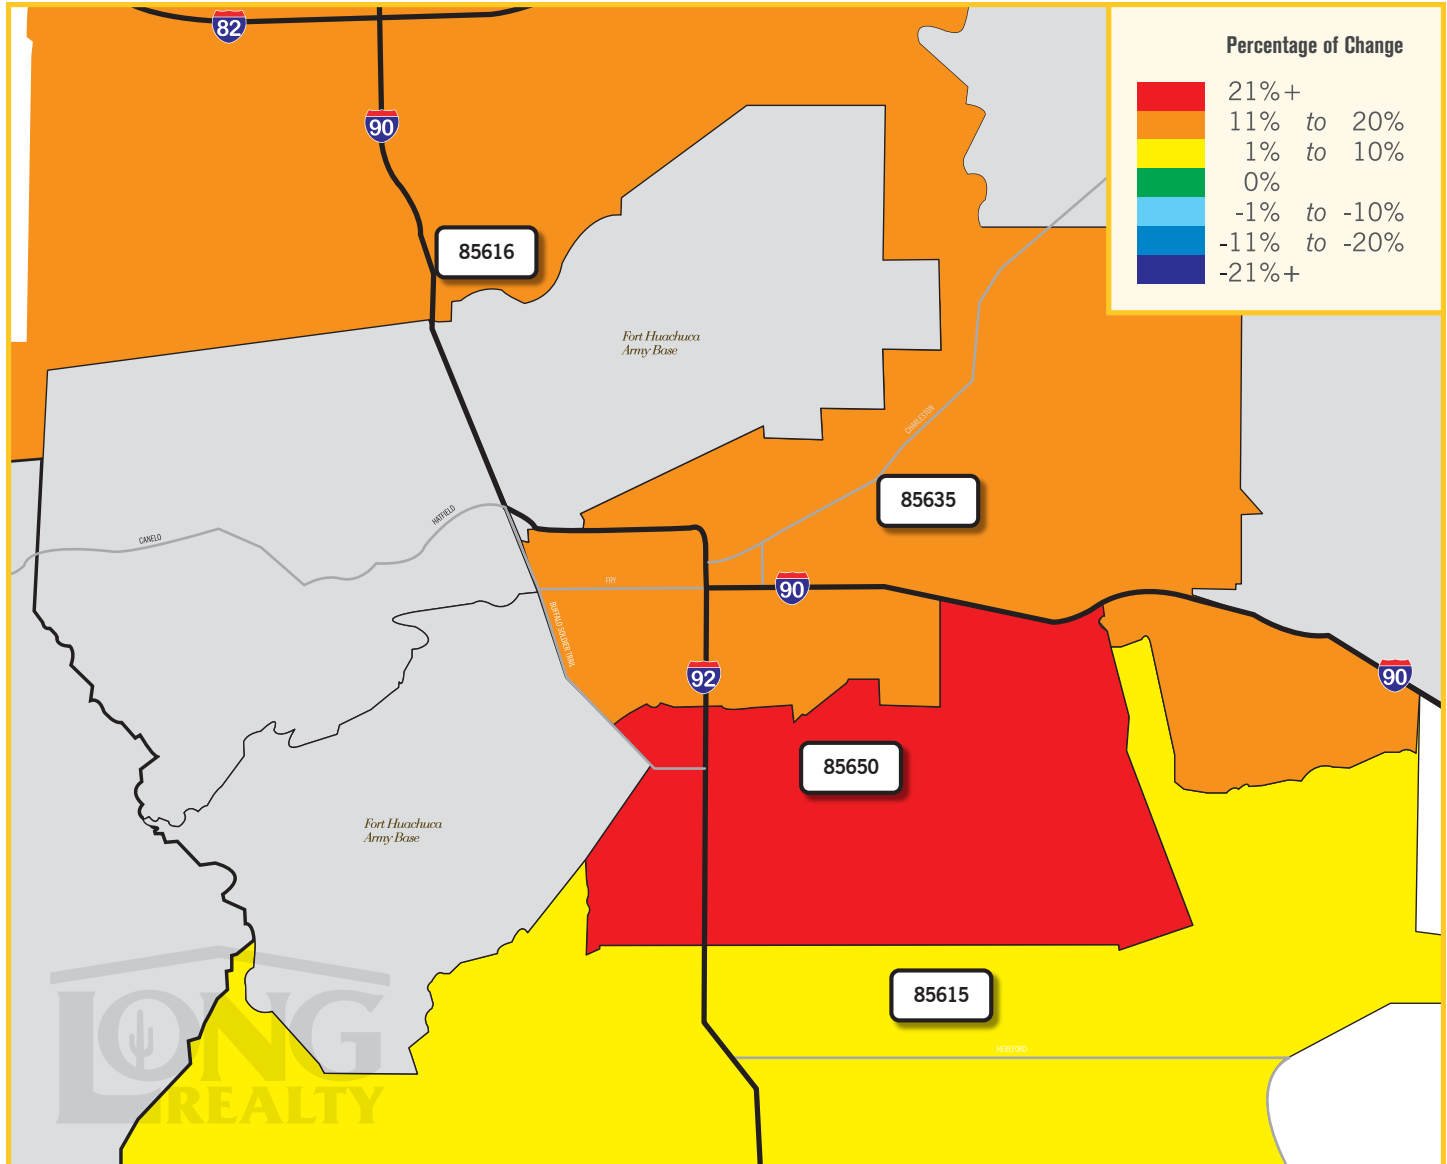 82
Percentage of Change
21%+
11% to 20%
1% to 10%
0%
-1% to -10%
-11% to -20%
-21%+
90
85616
Fort Huachuca
Army Base
CHARLESTON
85635
HATFIELD
CANELO
FRY
90
BUFFALO SOLDIER TRAIL
92
90
85650
Fort Huachuca
Army Base
85615
LONG
REALTY
HEREFORD